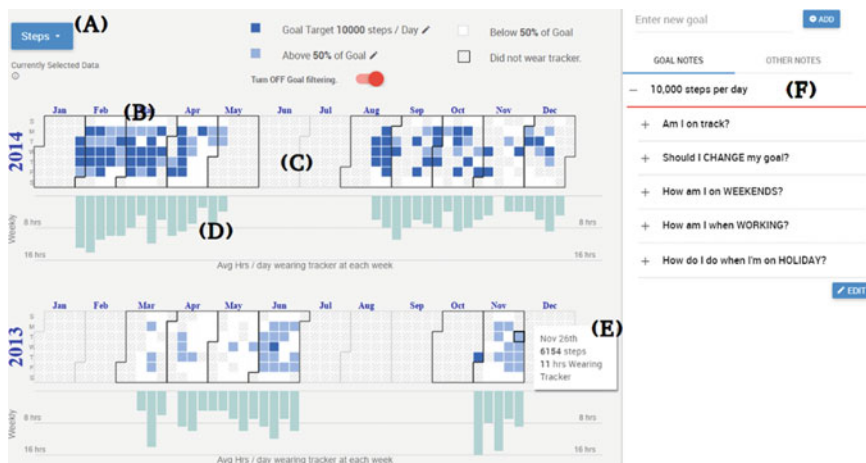 Steps
(A)
Currently Selected Data
Goal Target 10000 steps / Day
Above 50% of Goal
Below 50% of Goal
Did not wear tracker.
Turn OFF Goal filtering.
Jan Feb (B) Mar Apr May Jun Jul Aug Sep Oct Nov Dec
2014
S
M
T
W
T
F
S
(C)
Weekly
8 hrs
16 hrs
(D)
8 hrs
16 hrs
Avg Hrs / day wearing tracker at each week
Jan Feb Mar Apr May Jun Jul Aug Sep Oct Nov Dec
2013
S
M
T
W
T
F
S
(E)
Nov 26th
6154 steps
11 hrs Wearing
Tracker
Weekly
8 hrs
16 hrs
8 hrs
16 hrs
Avg Hrs / day wearing tracker at each week
Enter new goal
ADD
GOAL NOTES
OTHER NOTES
10,000 steps per day
(F)
Am I on track?
Should I CHANGE my goal?
How am I on WEEKENDS?
How am I when WORKING?
How do I do when I'm on HOLIDAY?
EDIT